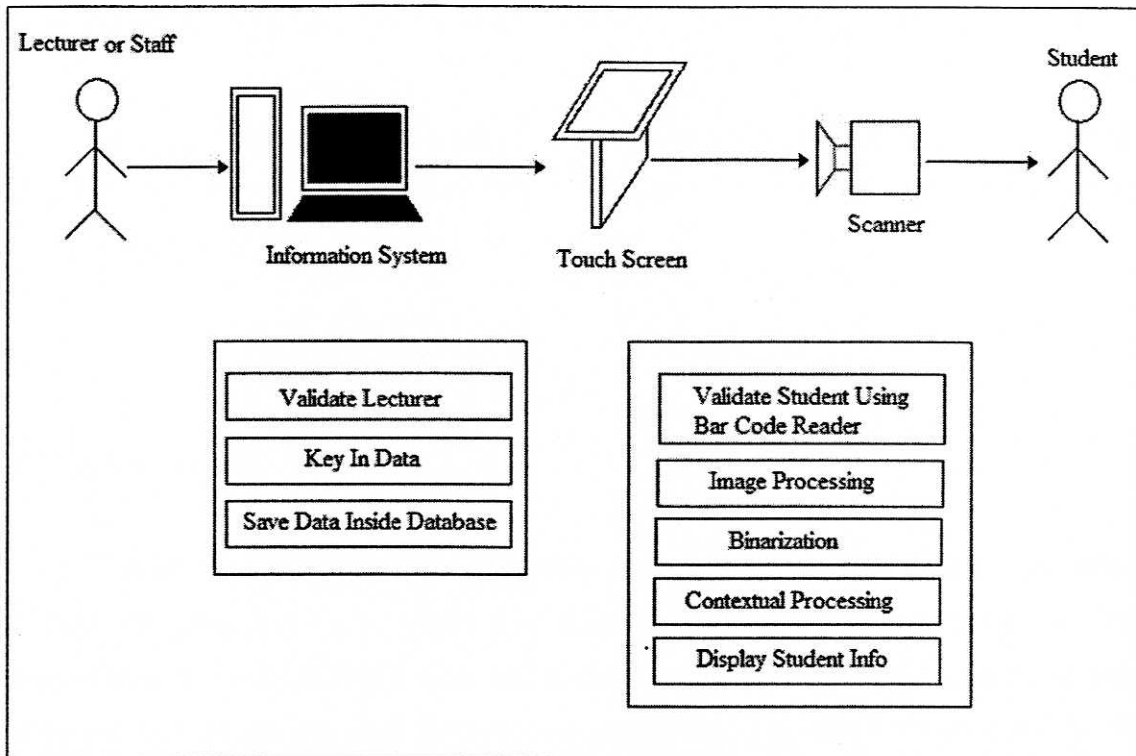 Lecturer or Staff
Student
Scanner
Information System
Touch Screen
Validate Lecturer
Key In Data
Save Data Inside Database
Validate Student Using
Bar Code Reader
Image Processing
Binarization
Contextual Processing
Display Student Info